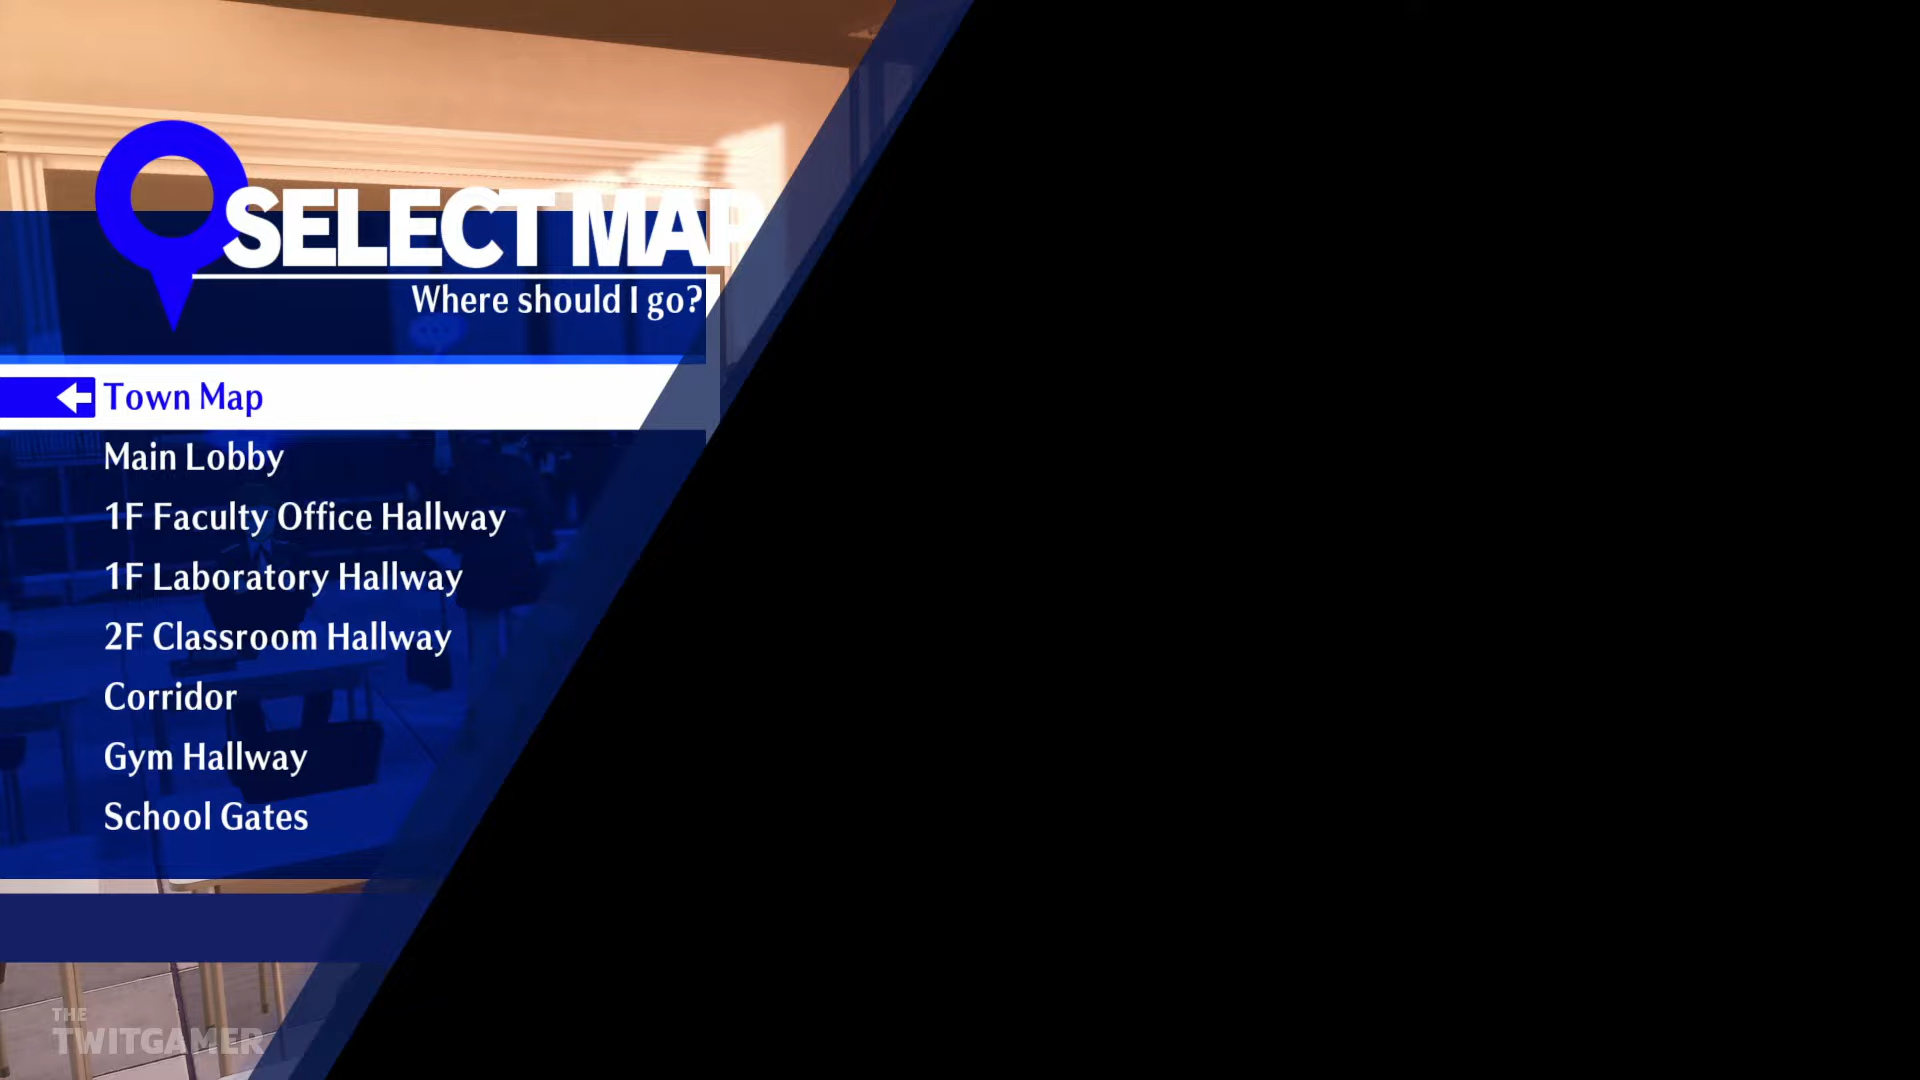 SELECT MAP
Where should I go?
Town Map
Main Lobby
1F Faculty Office Hallway
1F Laboratory Hallway
2F Classroom Hallway
Corridor
Gym Hallway
School Gates
THE
TWITGAMER